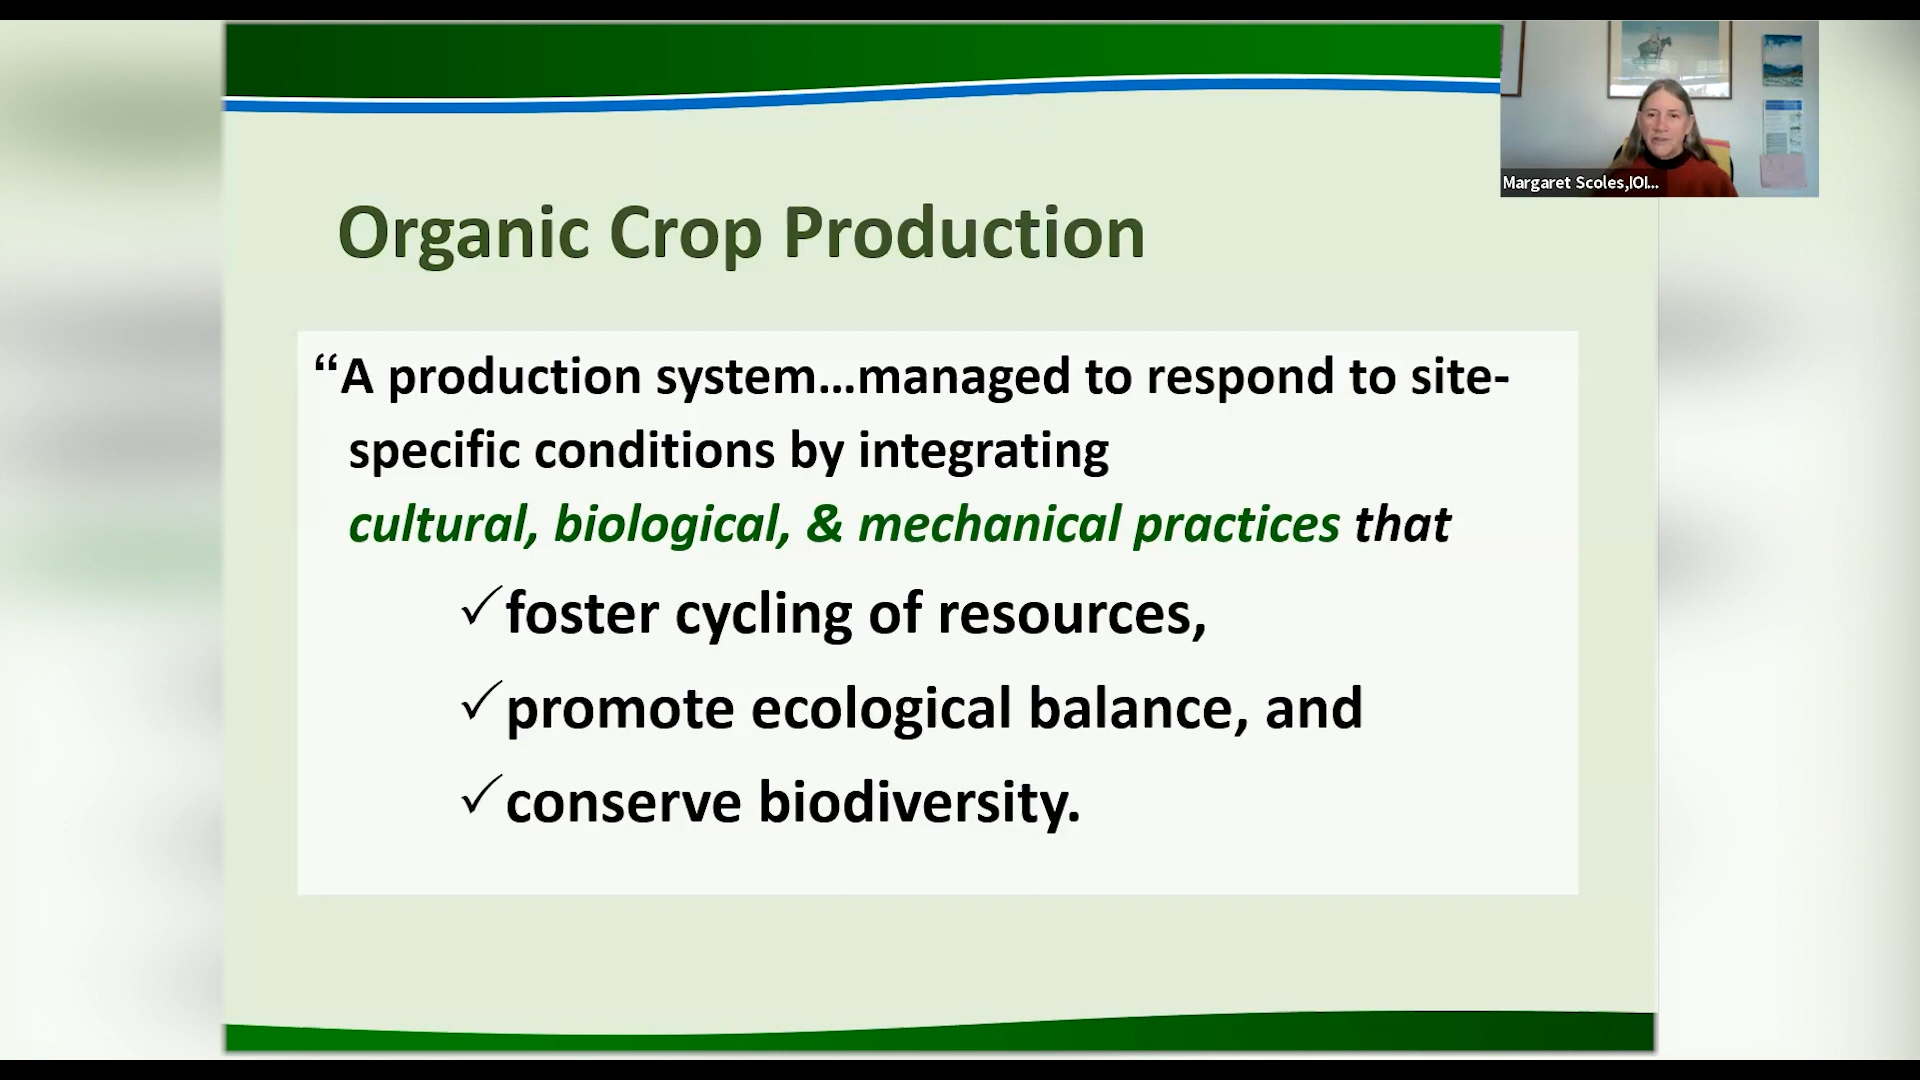 Margaret Scoles,IOI...
Organic Crop Production
“A production system…managed to respond to site-
specific conditions by integrating
cultural, biological, & mechanical practices that
✓foster cycling of resources,
✓promote ecological balance, and
✓conserve biodiversity.